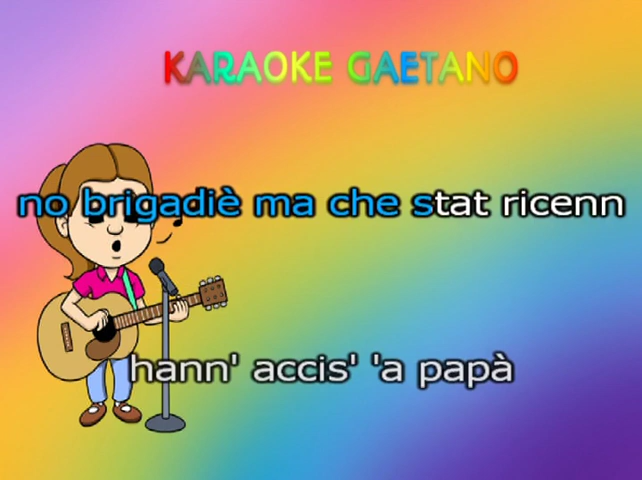 KARAOKE GAETANO
no brigadiè ma che stat ricenn
hann' accis' 'a papà